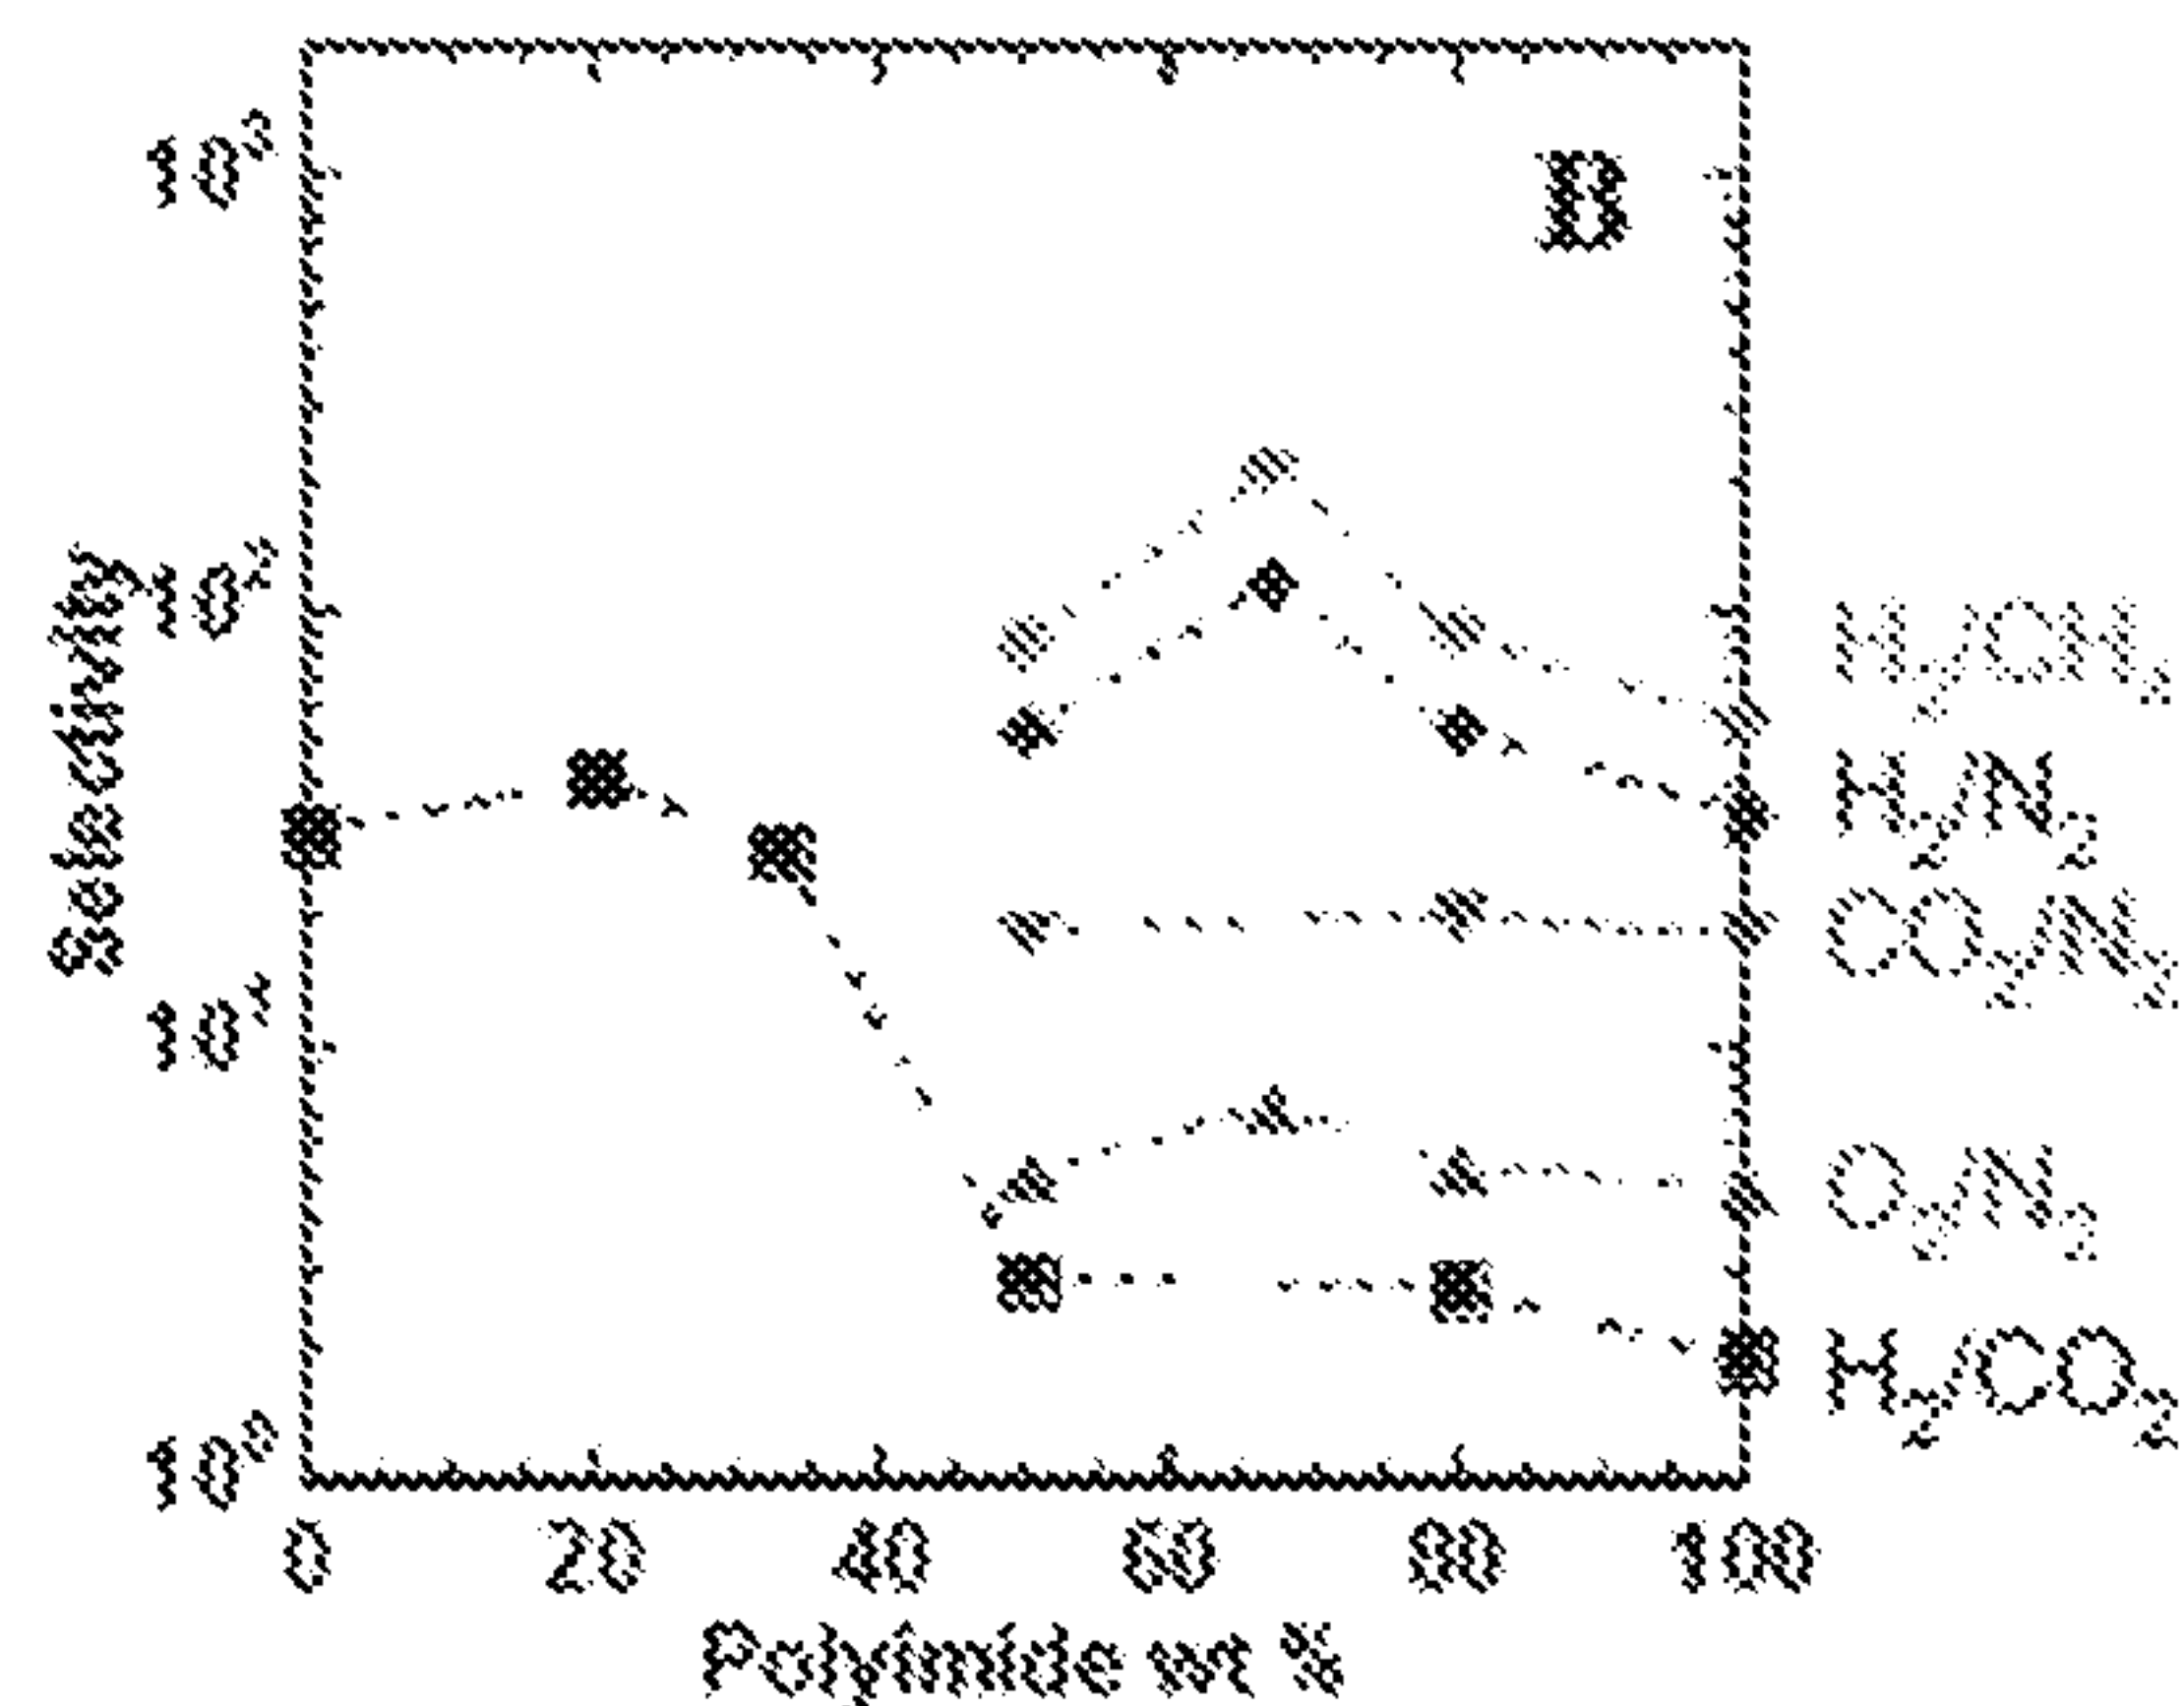 D
10³
10²
10¹
10⁰
Selectivity
H₂/CH₄
H₂/N₂
CO₂/N₂
O₂/N₂
H₂/CO₂
0 20 40 60 80 100
Polyimide wt %